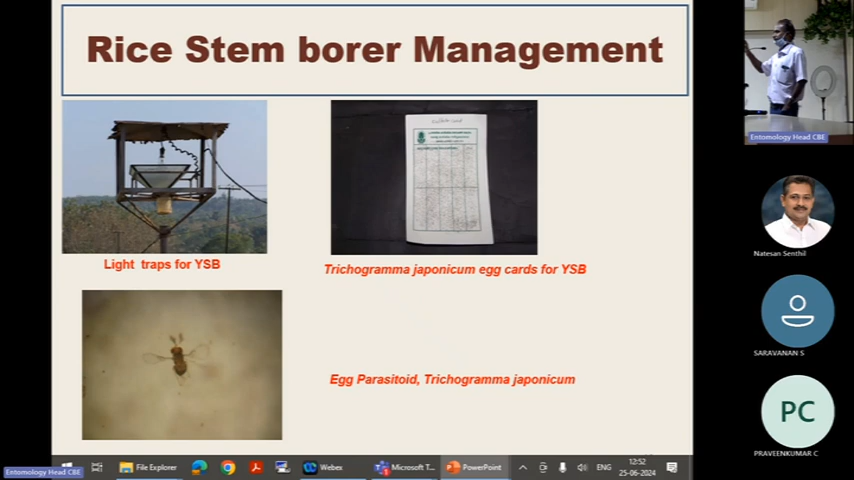 Rice Stem borer Management
Light traps for YSB
Trichogramma japonicum egg cards for YSB
Egg Parasitoid, Trichogramma japonicum
Entomology Head CBE
Natesan Senthil
SARAVANAN S
PC
PRAVEENKUMAR C
Entomology Head CBE
File Explorer
Webex
Microsoft T...
PowerPoint
ENG
12:52
25-06-2024